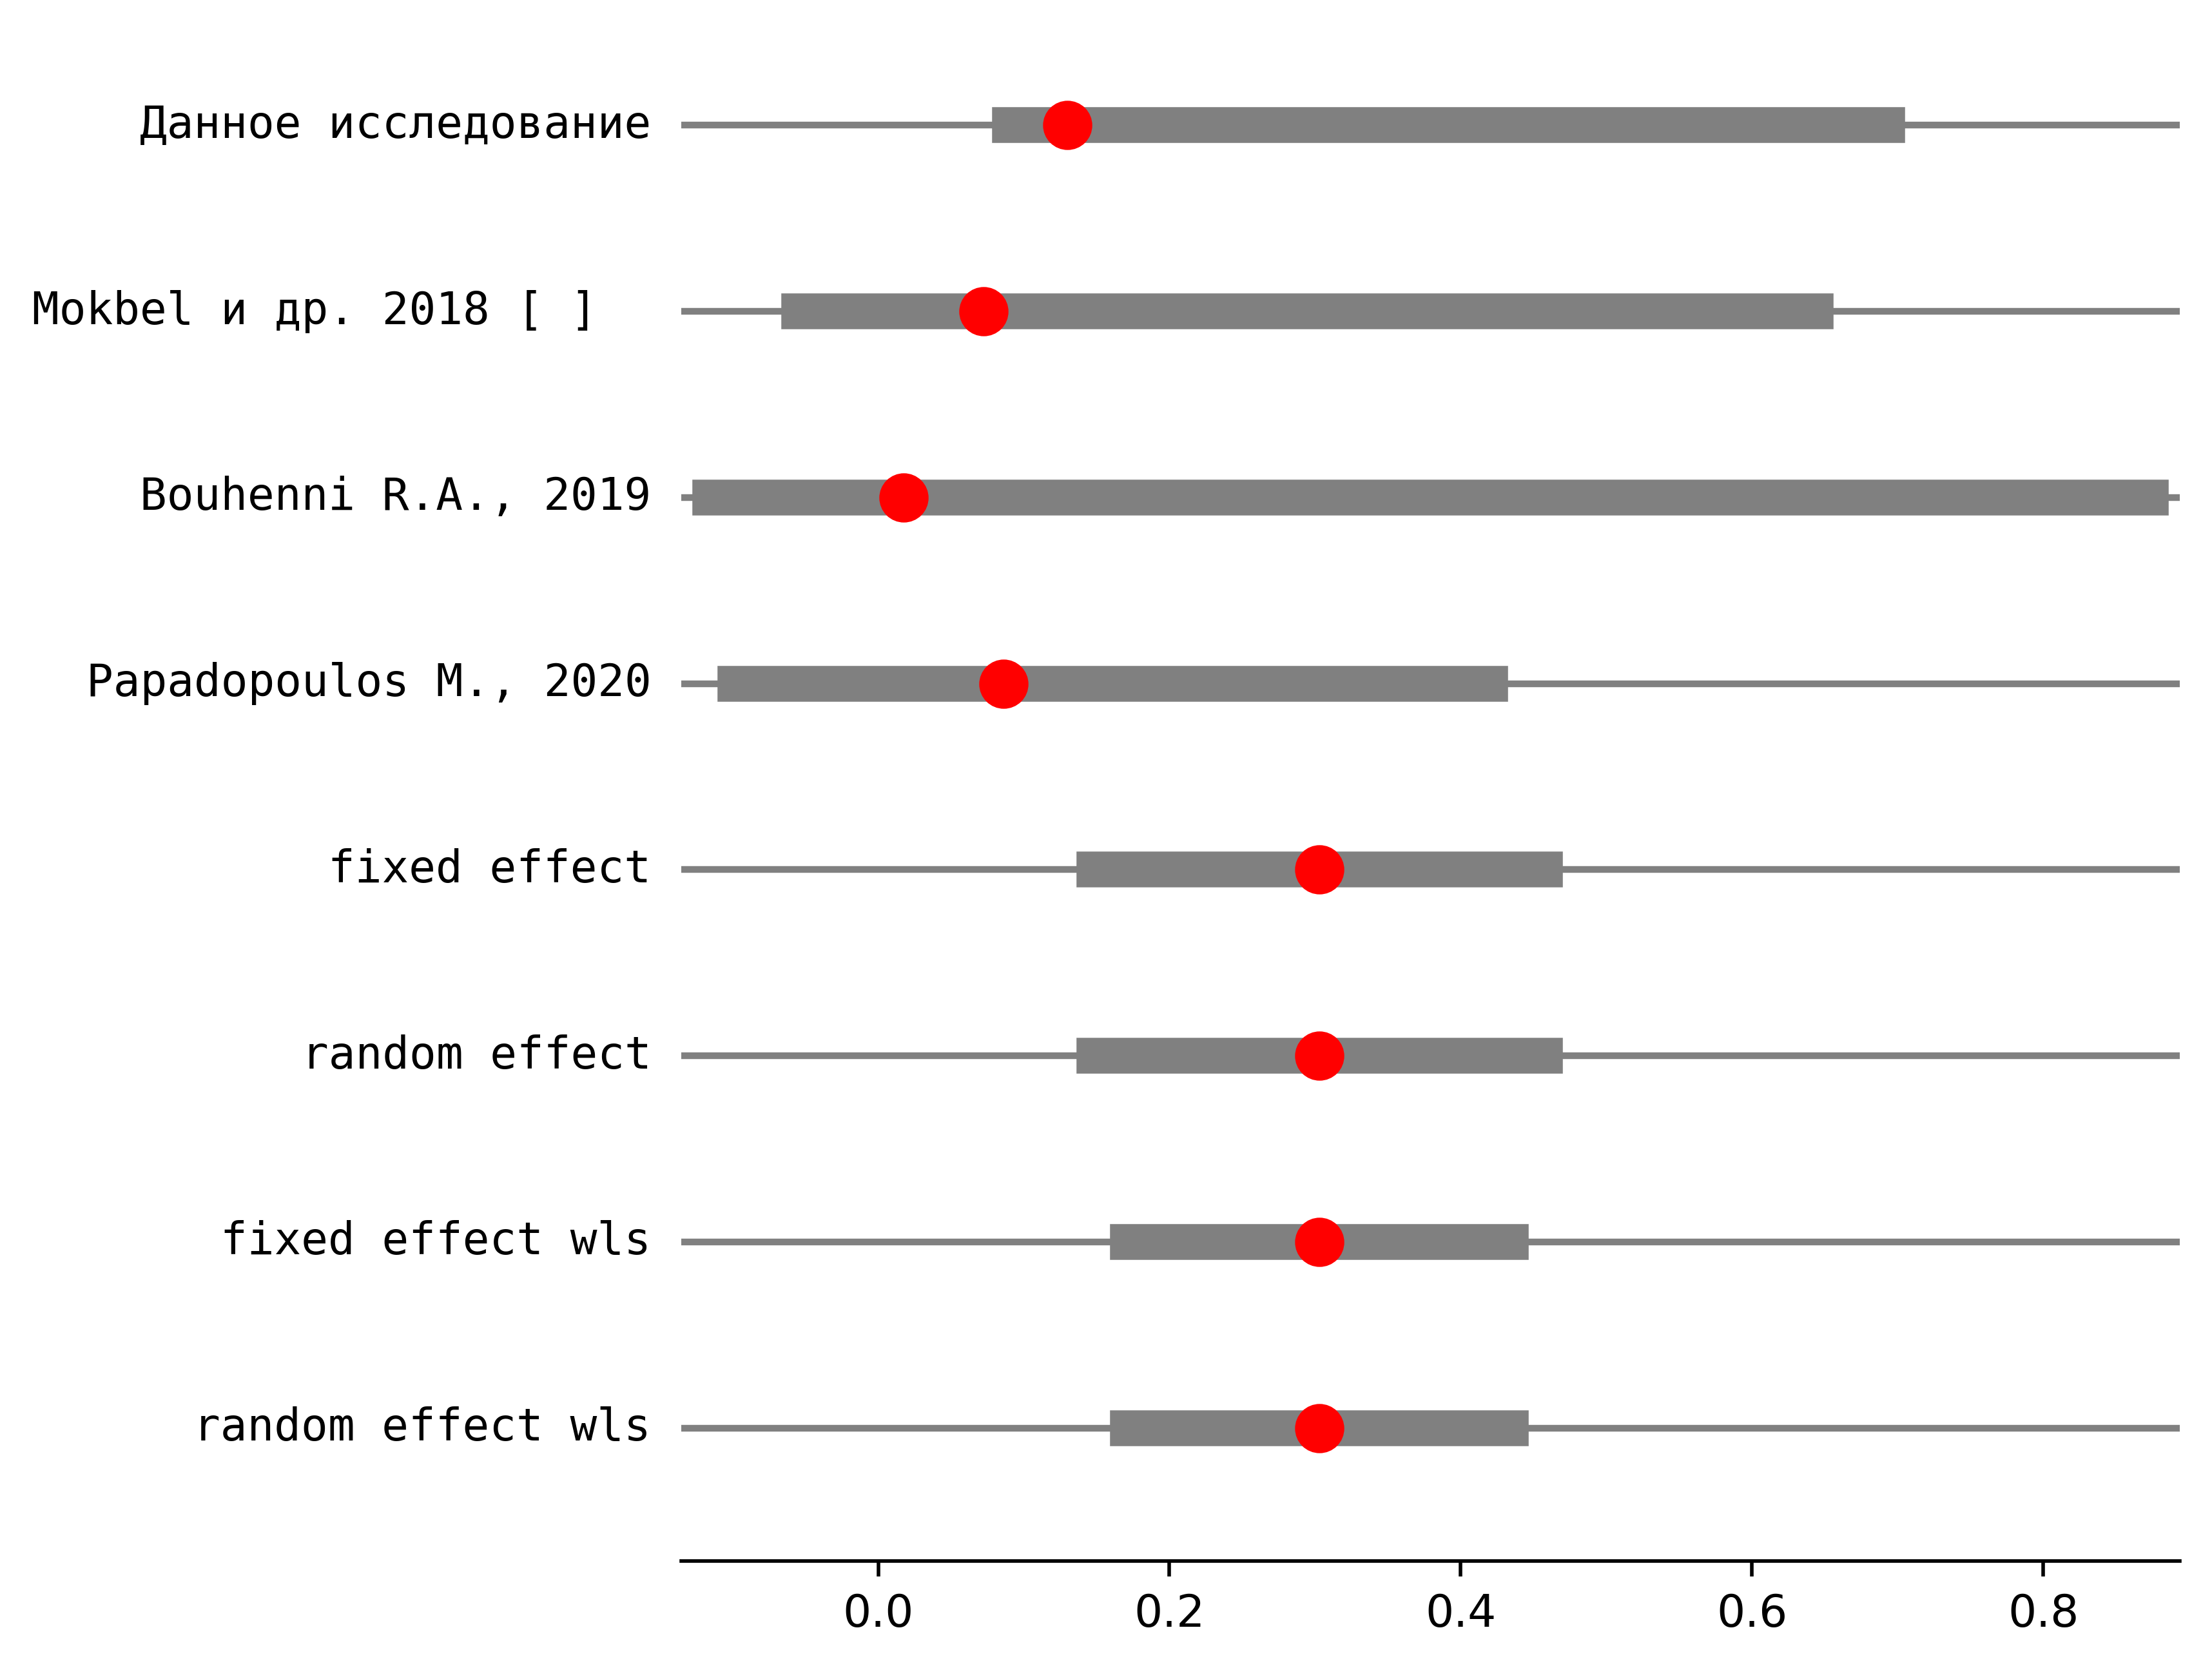 Данное исследование
Mokbel и др. 2018 [ ]
Bouhenni R.A., 2019
Papadopoulos M., 2020
fixed effect
random effect
fixed effect wls
random effect wls
0.0 0.2 0.4 0.6 0.8